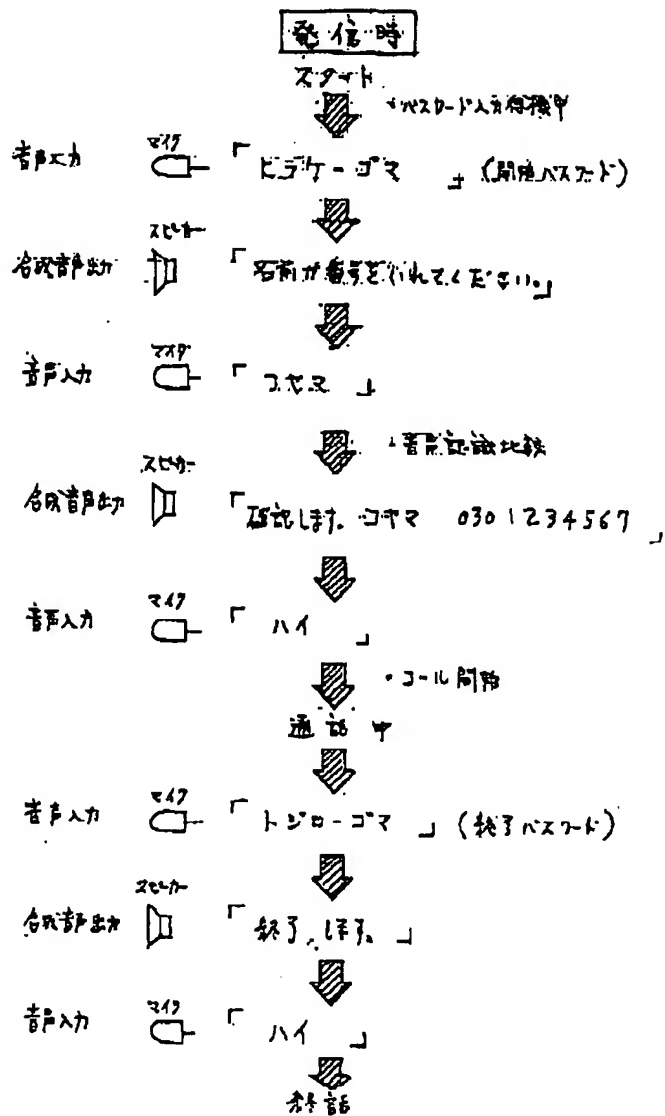 発信時
スタート
・パスワード入力待機中
音声入力 マイク 「ヒラケーゴマ」(開始パスワード)
スピーカー
合成音声出力 「名前か番号をいれてください。」
マイク
音声入力 「コヤマ」
・音声認識比較
スピーカー
合成音声出力 「確認します。コヤマ 030 1234567」
マイク
音声入力 「ハイ」
・コール開始
通話中
マイク
音声入力 「トジローゴマ」(終了パスワード)
スピーカー
合成音声出力 「終了します。」
マイク
音声入力 「ハイ」
終話